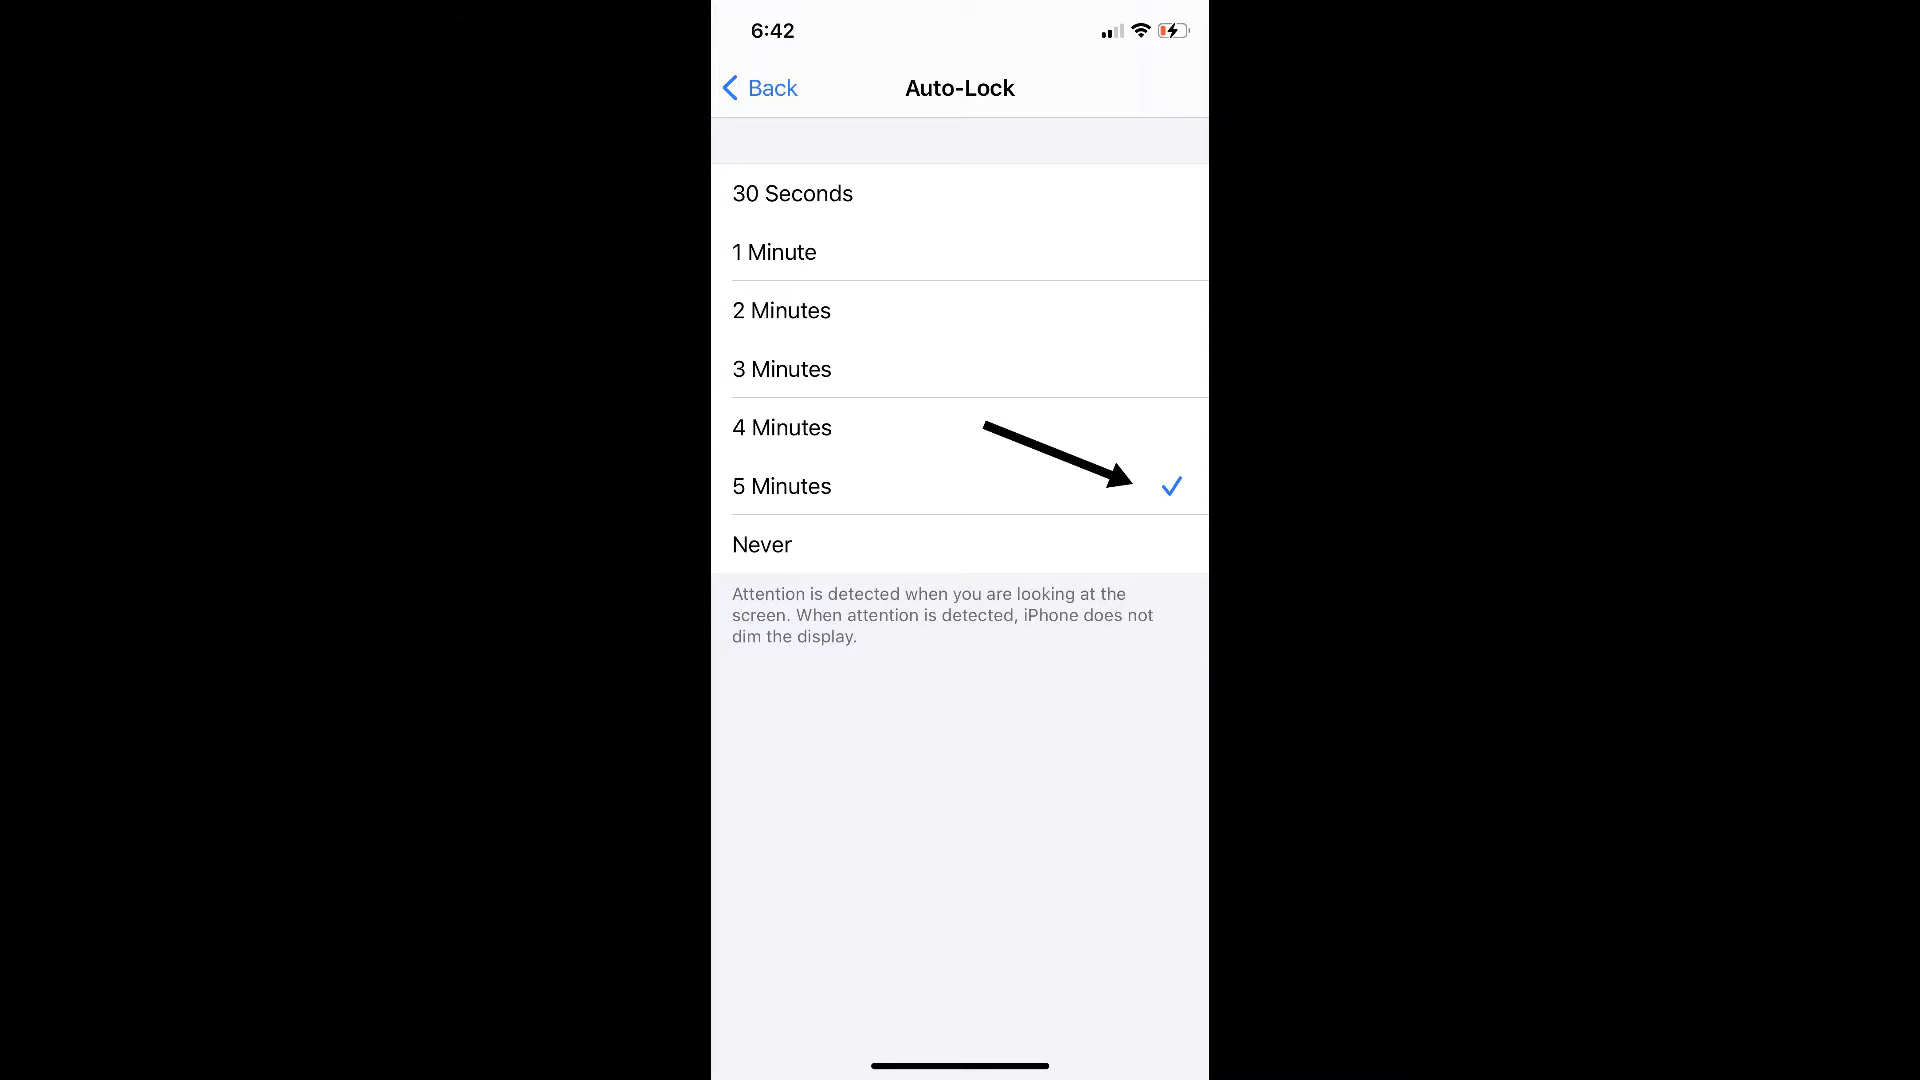 6:42
Back
Auto-Lock
30 Seconds
1 Minute
2 Minutes
3 Minutes
4 Minutes
5 Minutes
Never
Attention is detected when you are looking at the
screen. When attention is detected, iPhone does not
dim the display.